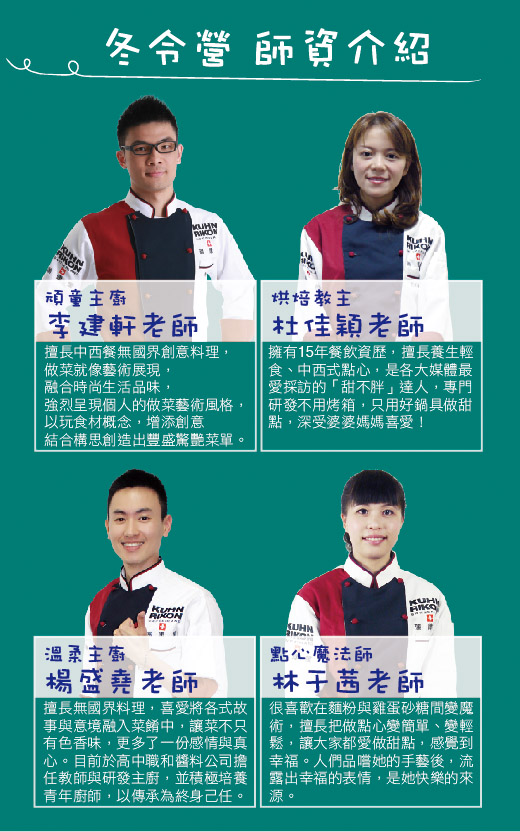 冬令營 師資介紹
KUHN RIKON
KUHN RIKON
KUHN RIKON
頑童主廚
李建軒老師
擅長中西餐無國界創意料理，
做菜就像藝術展現，
融合時尚生活品味，
強烈呈現個人的做菜藝術風格，
以玩食材概念，增添創意
結合構思創造出豐盛驚艷菜單。
烘焙教主
杜佳穎老師
擁有15年餐飲資歷，擅長養生輕
食、中西式點心，是各大媒體最
愛採訪的「甜不胖」達人，專門
研發不用烤箱，只用好鍋具做甜
點，深受婆婆媽媽喜愛！
KUHN RIKON
KUHN RIKON
溫柔主廚
楊盛堯老師
擅長無國界料理，喜愛將各式故
事與意境融入菜餚中，讓菜不只
有色香味，更多了一份感情與真
心。目前於高中職和醬料公司擔
任教師與研發主廚，並積極培養
青年廚師，以傳承為終身己任。
點心魔法師
林于茜老師
很喜歡在麵粉與雞蛋砂糖間變魔
術，擅長把做點心變簡單、變輕
鬆，讓大家都愛做甜點，感覺到
幸福。人們品嚐她的手藝後，流
露出幸福的表情，是她快樂的來
源。